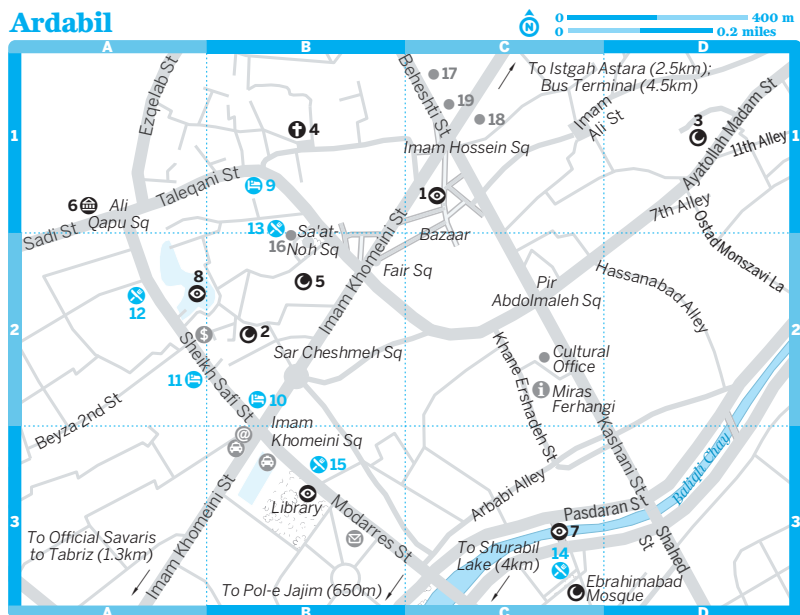 Ardabil
N
0 400 m
0 0.2 miles
A B C D
Ezqelab St
Beheshti St
17
19
18
To Istgah Astara (2.5km);
Bus Terminal (4.5km)
Imam
Ali St
3
Ayatollah Madam St
11th Alley
1 1
4
Imam Hossein Sq
Taleqani St
9
1
7th Alley
6
Ali
Qapu Sq
Sadi St
13
16
Sa'at-
Noh Sq
Bazaar
Ostad Monszavi La
Fair Sq
Imam Khomeini St
8
5
Pir
Abdolmaleh Sq
Hassanabad Alley
12
2 2
$
2
Sar Cheshmeh Sq
Khane Ershadeh St
Cultural
Office
Sheikh Safi St
11
10
i
Miras
Ferhangi
Beyza 2nd St
@
Imam
Khomeini Sq
15
Kashani St
Baliqli Chay
Arbabi Alley
Library
Modarres St
Pasdaran St
7
3 3
Imam Khomeini St
To Official Savaris
to Tabriz (1.3km)
To Shurabil
Lake (4km)
14
Shahed
St
To Pol-e Jajim (650m)
Ebrahimabad
Mosque
A B C D